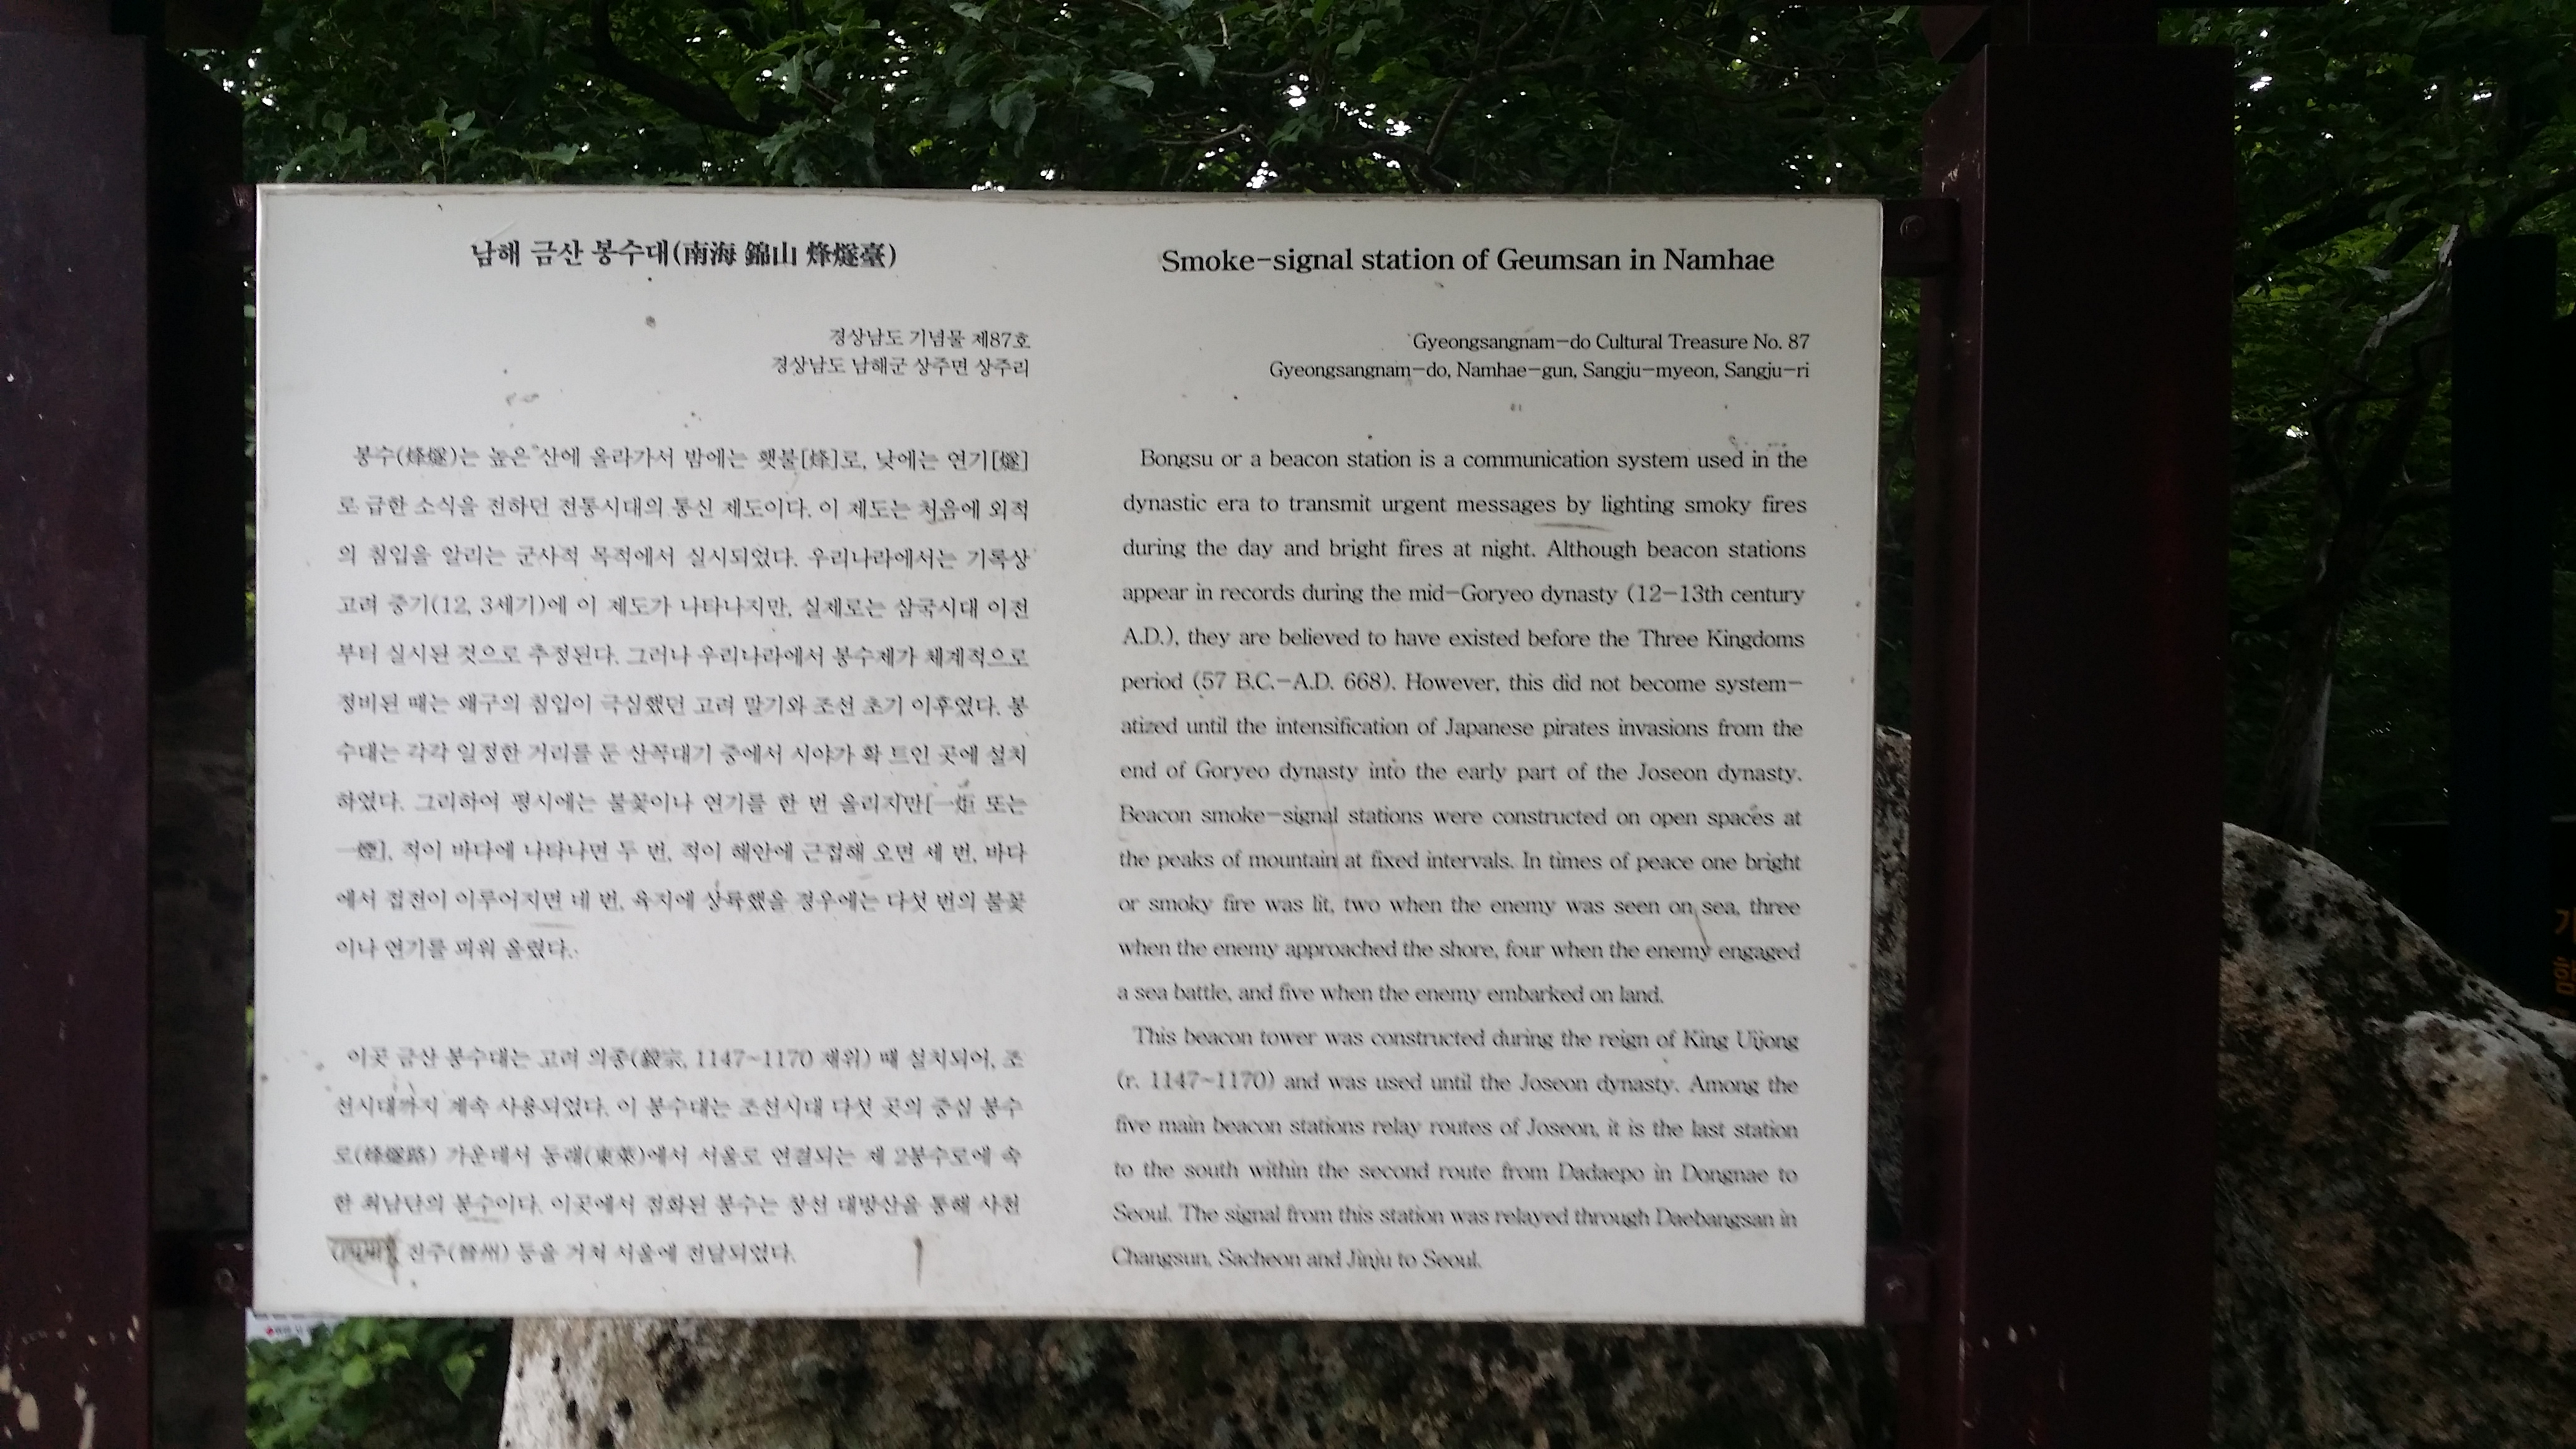 남해 금산 봉수대(南海 錦山 烽燧臺)
경상남도 기념물 제87호
경상남도 남해군 상주면 상주리
봉수(烽燧)는 높은 산에 올라가서 밤에는 횃불[烽]로, 낮에는 연기[燧]
로 급한 소식을 전하던 전통시대의 통신 제도이다. 이 제도는 처음에 외적
의 침입을 알리는 군사적 목적에서 실시되었다. 우리나라에서는 기록상
고려 중기(12, 3세기)에 이 제도가 나타나지만, 실제로는 삼국시대 이전
부터 실시된 것으로 추정된다. 그러나 우리나라에서 봉수제가 체계적으로
정비된 때는 왜구의 침입이 극심했던 고려 말기와 조선 초기 이후였다. 봉
수대는 각각 일정한 거리를 둔 산꼭대기 중에서 시야가 확 트인 곳에 설치
하였다. 그리하여 평시에는 불꽃이나 연기를 한 번 올리지만[一炬 또는
一煙], 적이 바다에 나타나면 두 번, 적이 해안에 근접해 오면 세 번, 바다
에서 접전이 이루어지면 네 번, 육지에 상륙했을 경우에는 다섯 번의 불꽃
이나 연기를 피워 올렸다.
이곳 금산 봉수대는 고려 의종(毅宗, 1147~1170 재위) 때 설치되어, 조
선시대까지 계속 사용되었다. 이 봉수대는 조선시대 다섯 곳의 중심 봉수
로(烽燧路) 가운데서 동래(東萊)에서 서울로 연결되는 제 2봉수로에 속
한 최남단의 봉수이다. 이곳에서 점화된 봉수는 창선 대방산을 통해 사천
진주(晉州) 등을 거쳐 서울에 전달되었다.
Smoke-signal station of Geumsan in Namhae
Gyeongsangnam-do Cultural Treasure No. 87
Gyeongsangnam-do, Namhae-gun, Sangju-myeon, Sangju-ri
Bongsu or a beacon station is a communication system used in the
dynastic era to transmit urgent messages by lighting smoky fires
during the day and bright fires at night. Although beacon stations
appear in records during the mid-Goryeo dynasty (12-13th century
A.D.), they are believed to have existed before the Three Kingdoms
period (57 B.C.-A.D. 668). However, this did not become system-
atized until the intensification of Japanese pirates invasions from the
end of Goryeo dynasty into the early part of the Joseon dynasty.
Beacon smoke-signal stations were constructed on open spaces at
the peaks of mountain at fixed intervals. In times of peace one bright
or smoky fire was lit, two when the enemy was seen on sea, three
when the enemy approached the shore, four when the enemy engaged
a sea battle, and five when the enemy embarked on land.
This beacon tower was constructed during the reign of King Uijong
(r. 1147~1170) and was used until the Joseon dynasty. Among the
five main beacon stations relay routes of Joseon, it is the last station
to the south within the second route from Dadaepo in Dongnae to
Seoul. The signal from this station was relayed through Daebangsan in
Changsun, Sacheon and Jinju to Seoul.